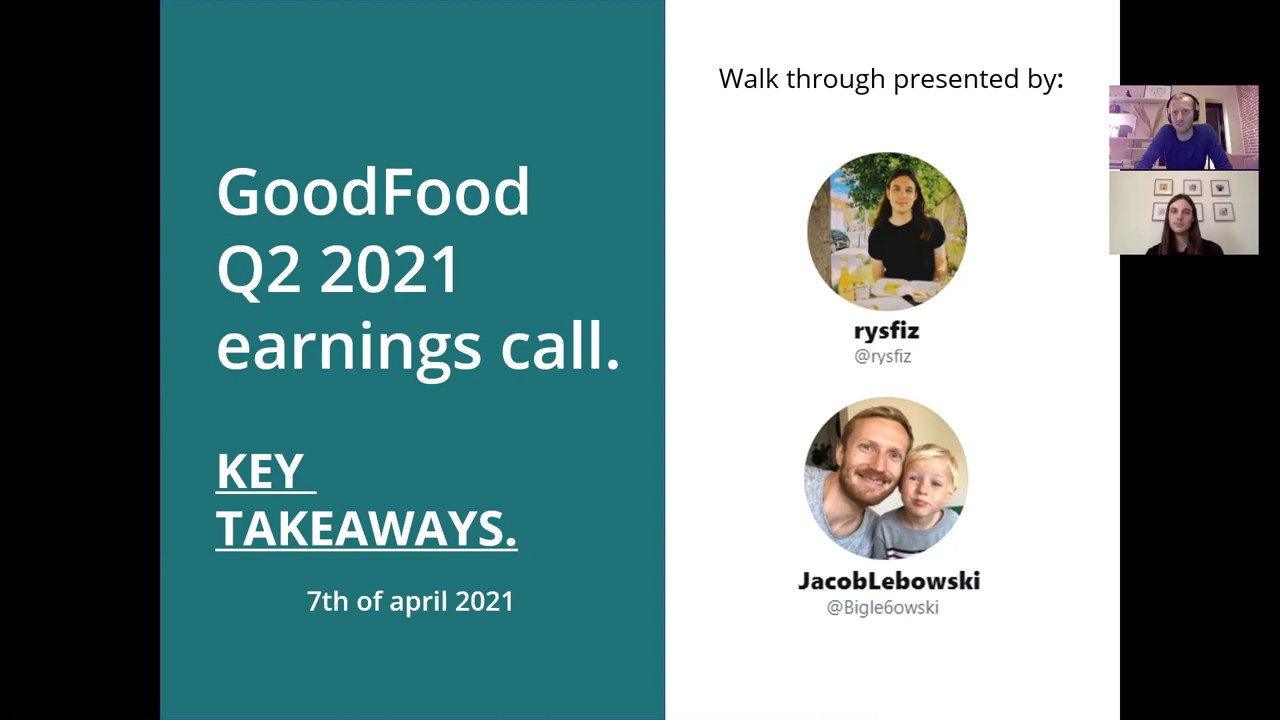 GoodFood
Q2 2021
earnings call.
KEY
TAKEAWAYS.
7th of april 2021
Walk through presented by:
rysfiz
@rysfiz
JacobLebowski
@Bigle6owski